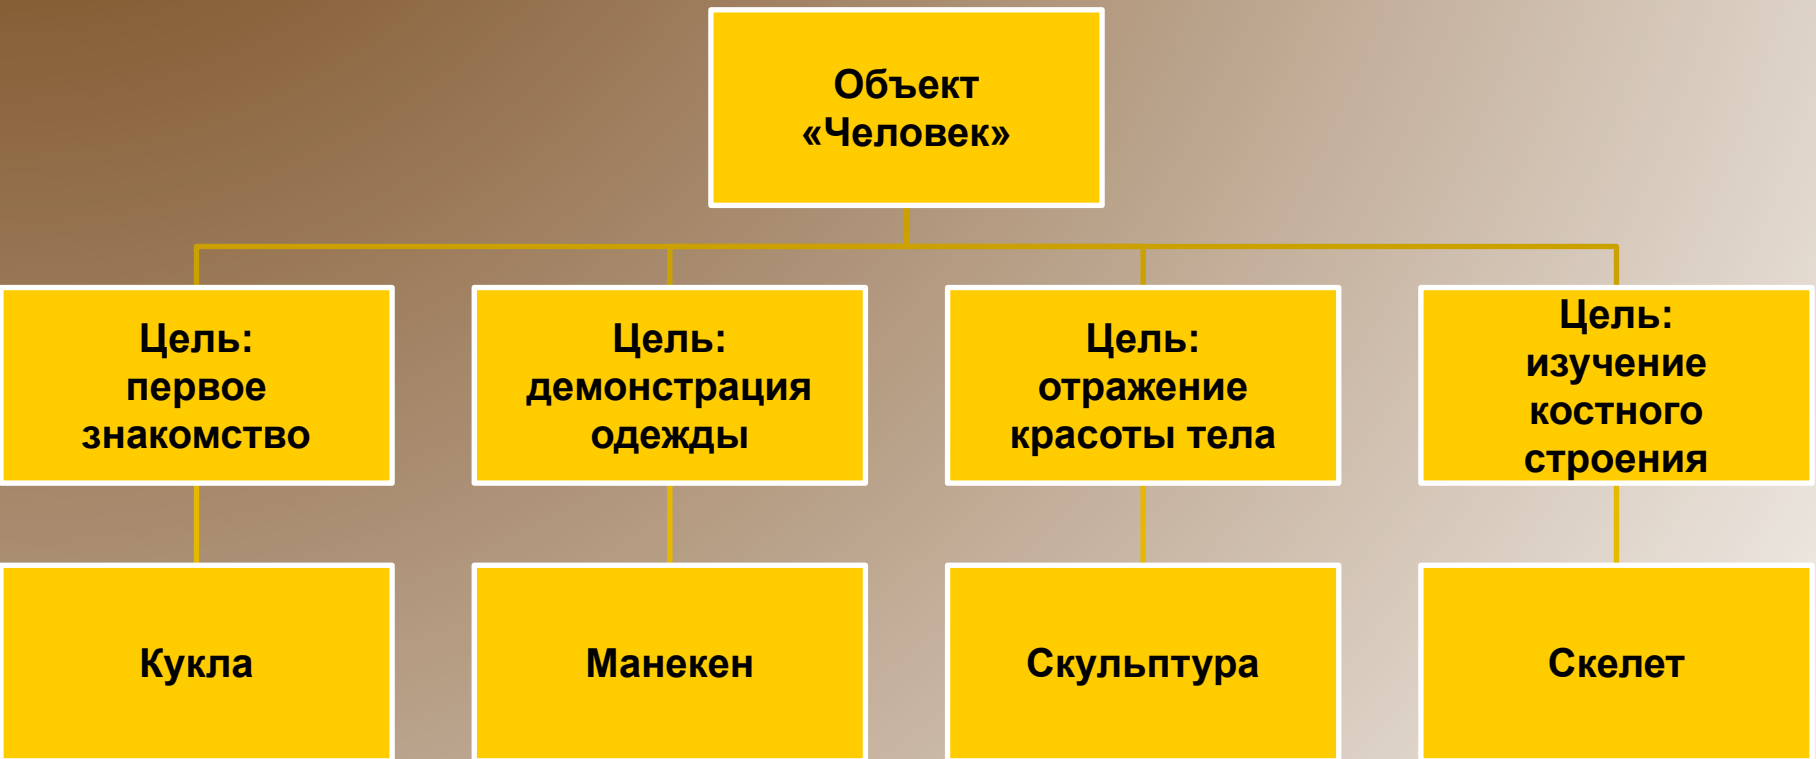 Объект
«Человек»
Цель:
первое
знакомство
Цель:
демонстрация
одежды
Цель:
отражение
красоты тела
Цель:
изучение
костного
строения
Кукла
Манекен
Скульптура
Скелет